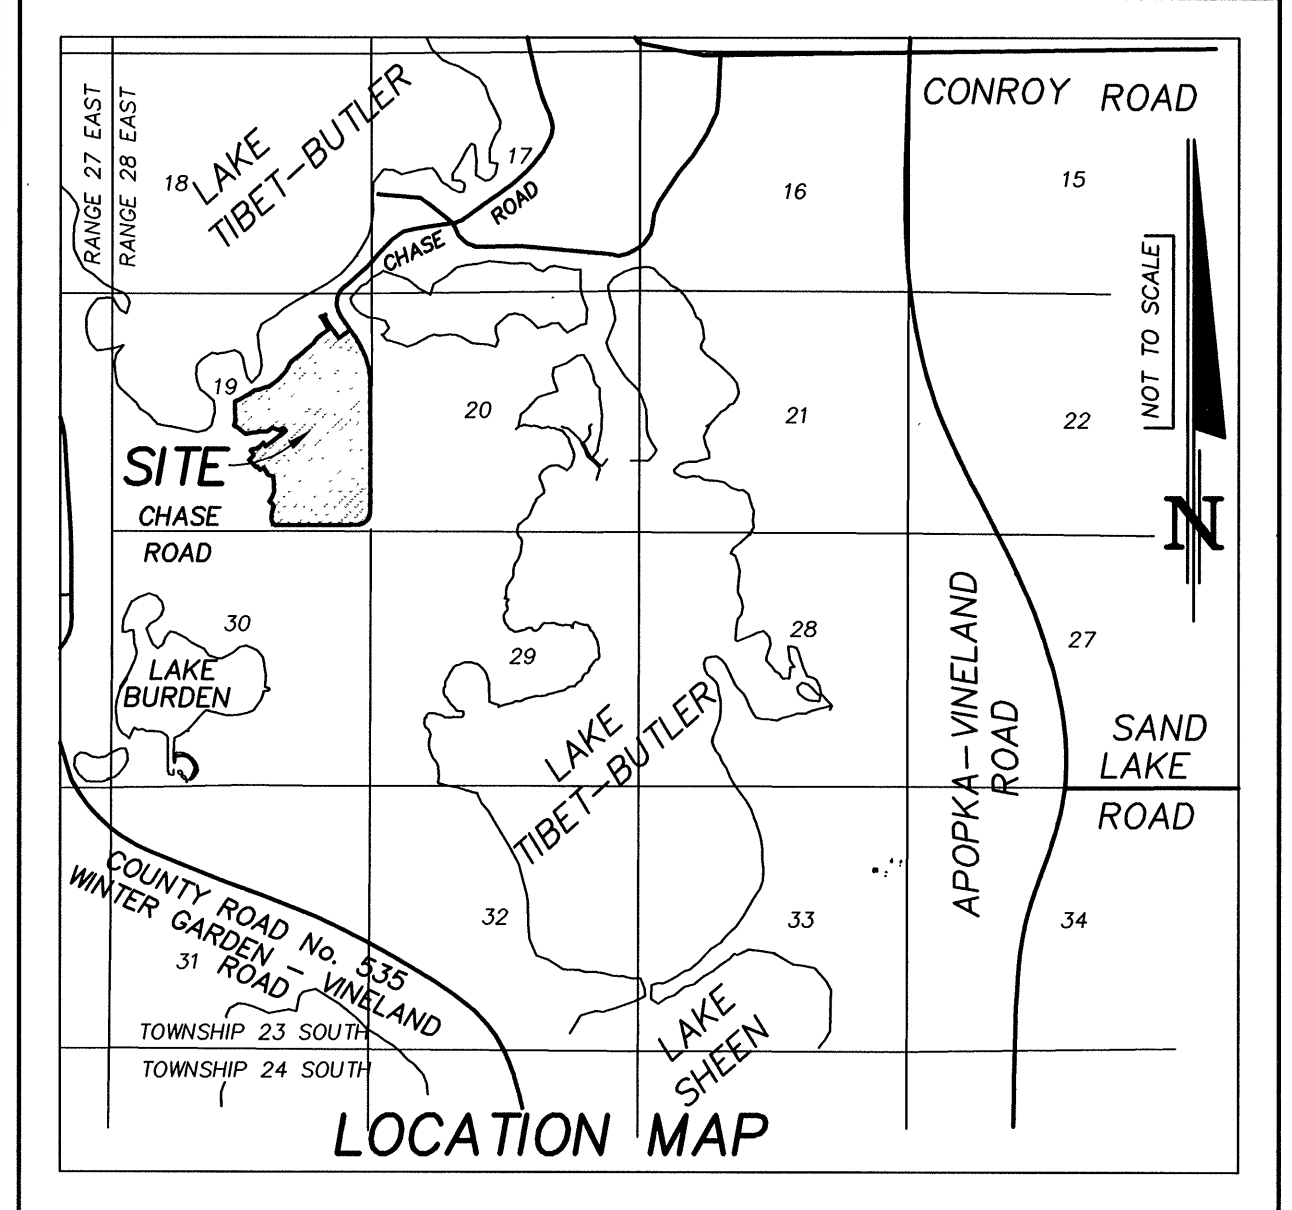 CONROY ROAD
RANGE 27 EAST
RANGE 28 EAST
LAKE
TIBET-BUTLER
18
17
16
15
CHASE ROAD
NOT TO SCALE
19
20
21
22
SITE
CHASE
ROAD
N
30
29
28
27
LAKE
BURDEN
LAKE
TIBET-BUTLER
APOPKA-VINELAND
ROAD
SAND
LAKE
ROAD
COUNTY ROAD No. 535
WINTER GARDEN - VINELAND
ROAD
31
32
33
34
LAKE
SHEEN
TOWNSHIP 23 SOUTH
TOWNSHIP 24 SOUTH
LOCATION MAP